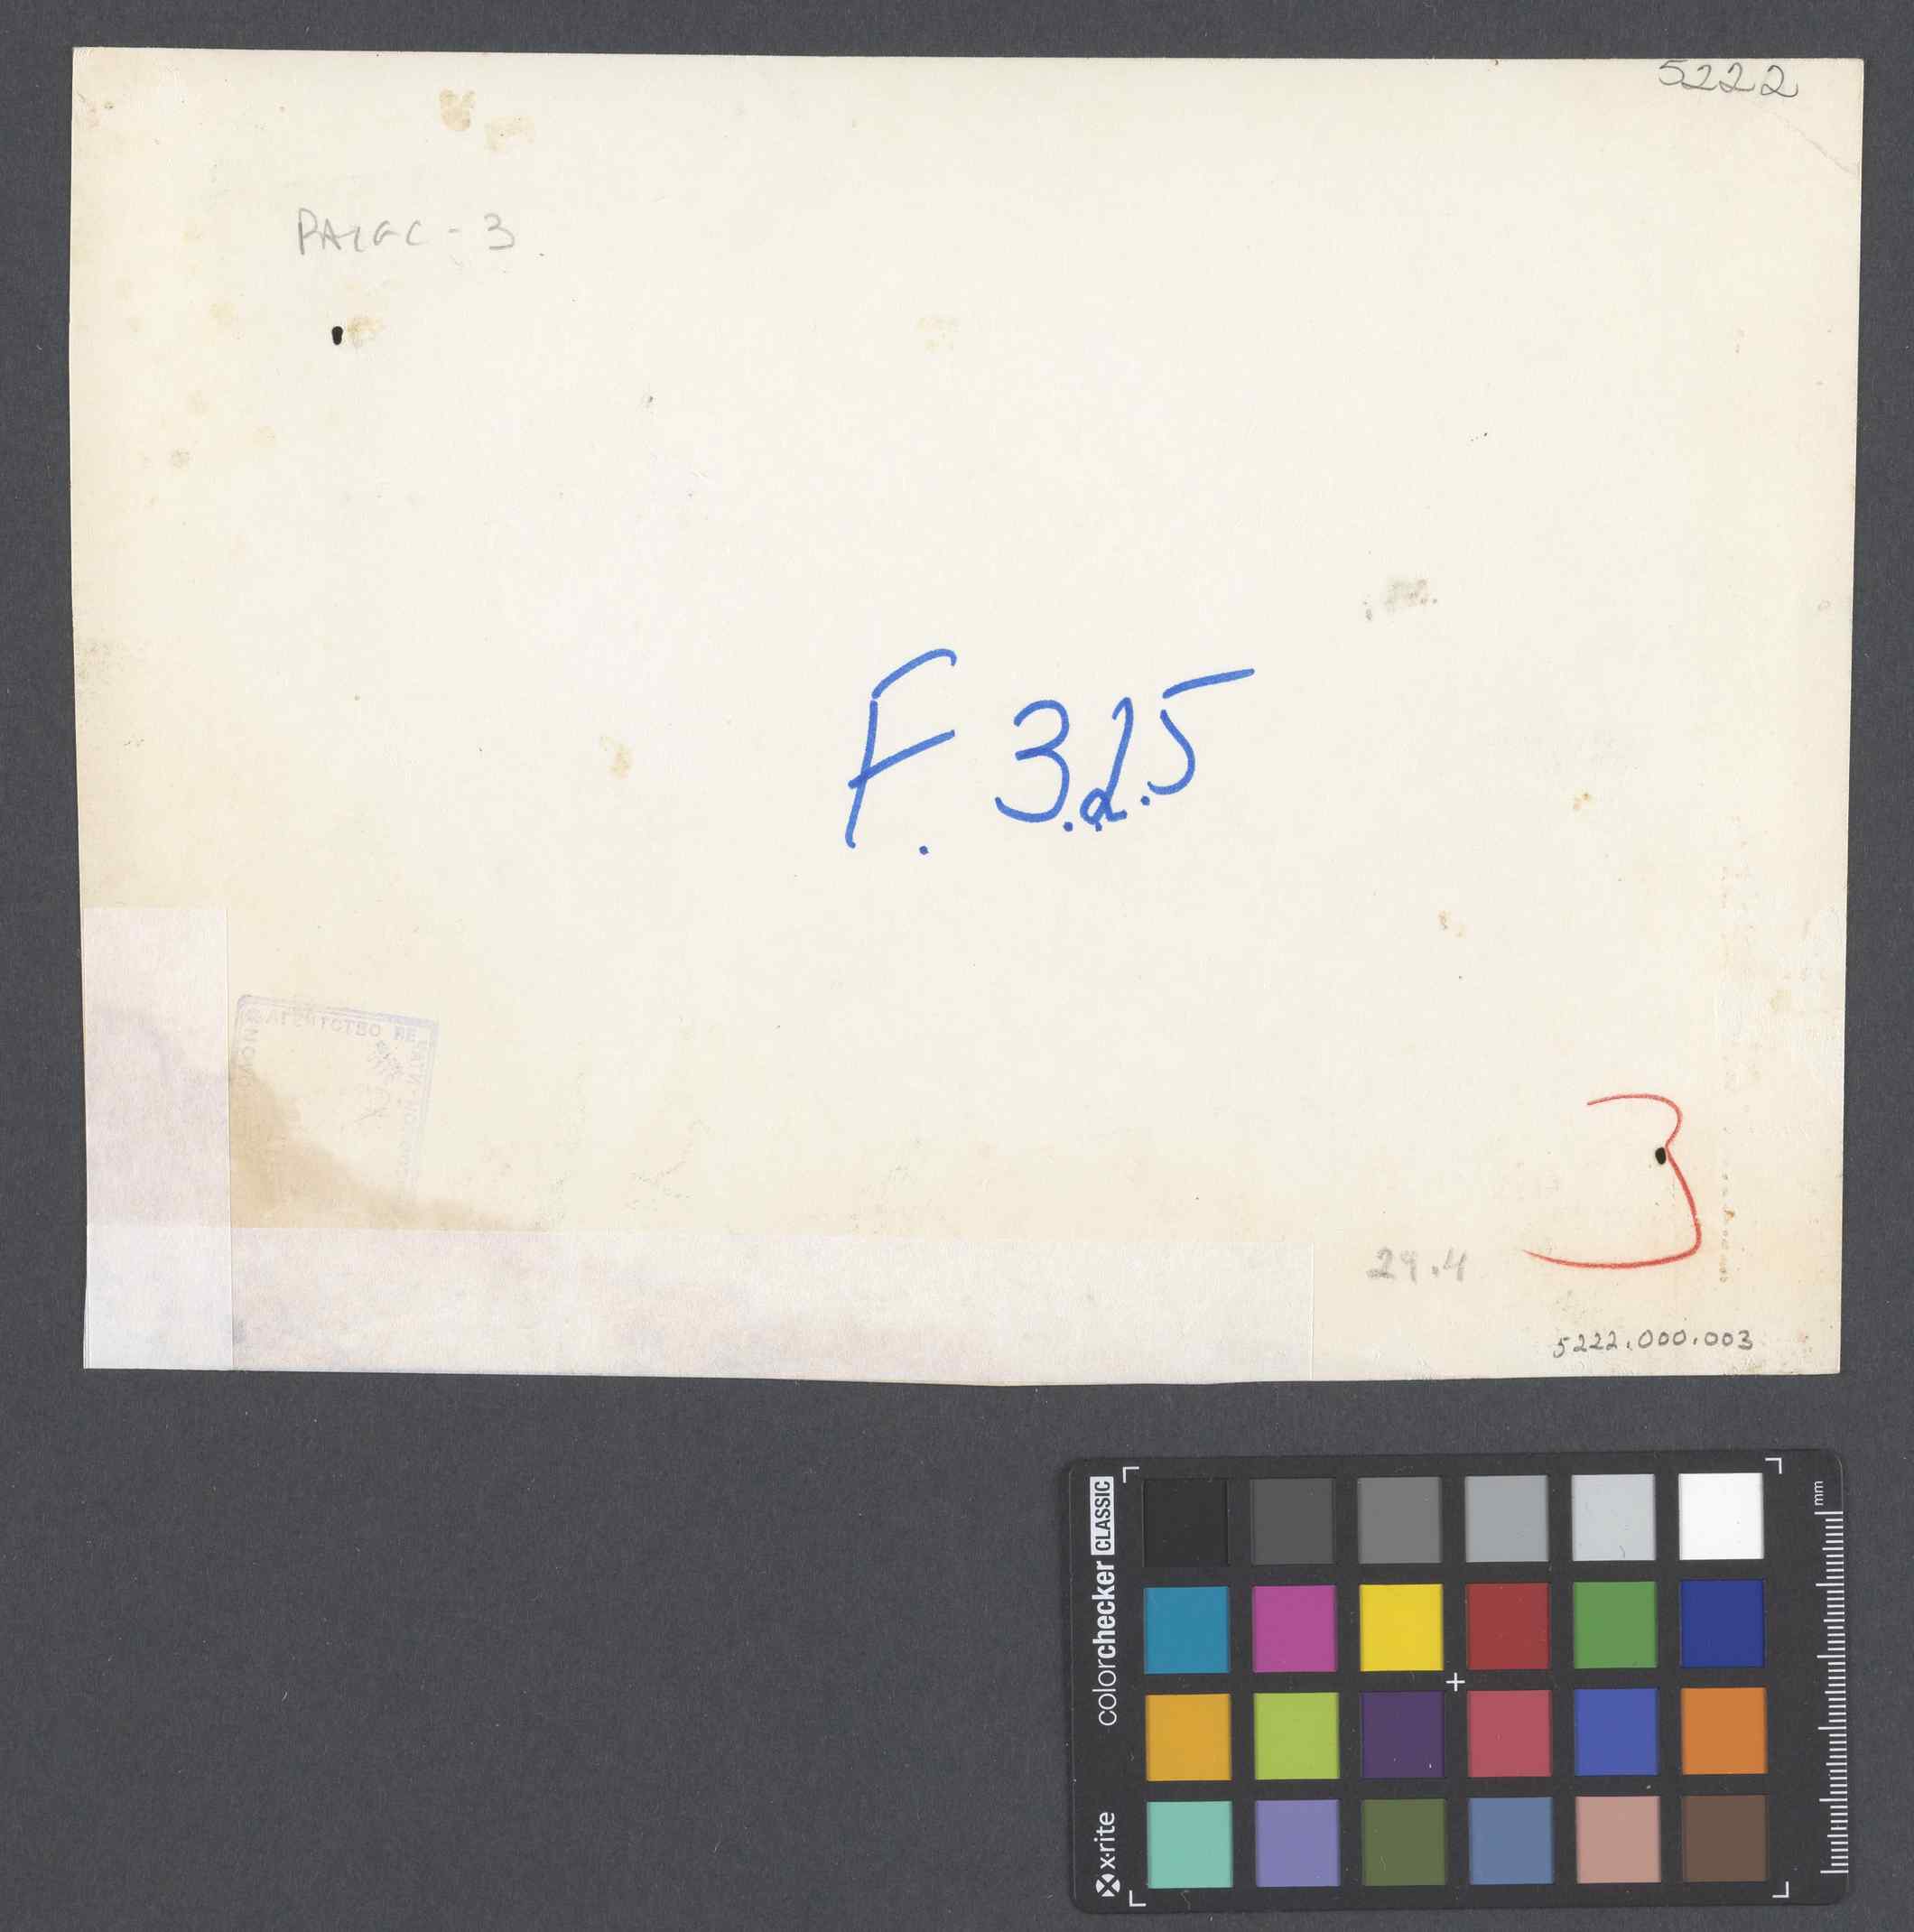 5222
PAIGC - 3
F. 3.2.5
3
29.4
5222.000.003
colorchecker CLASSIC
x-rite
mm